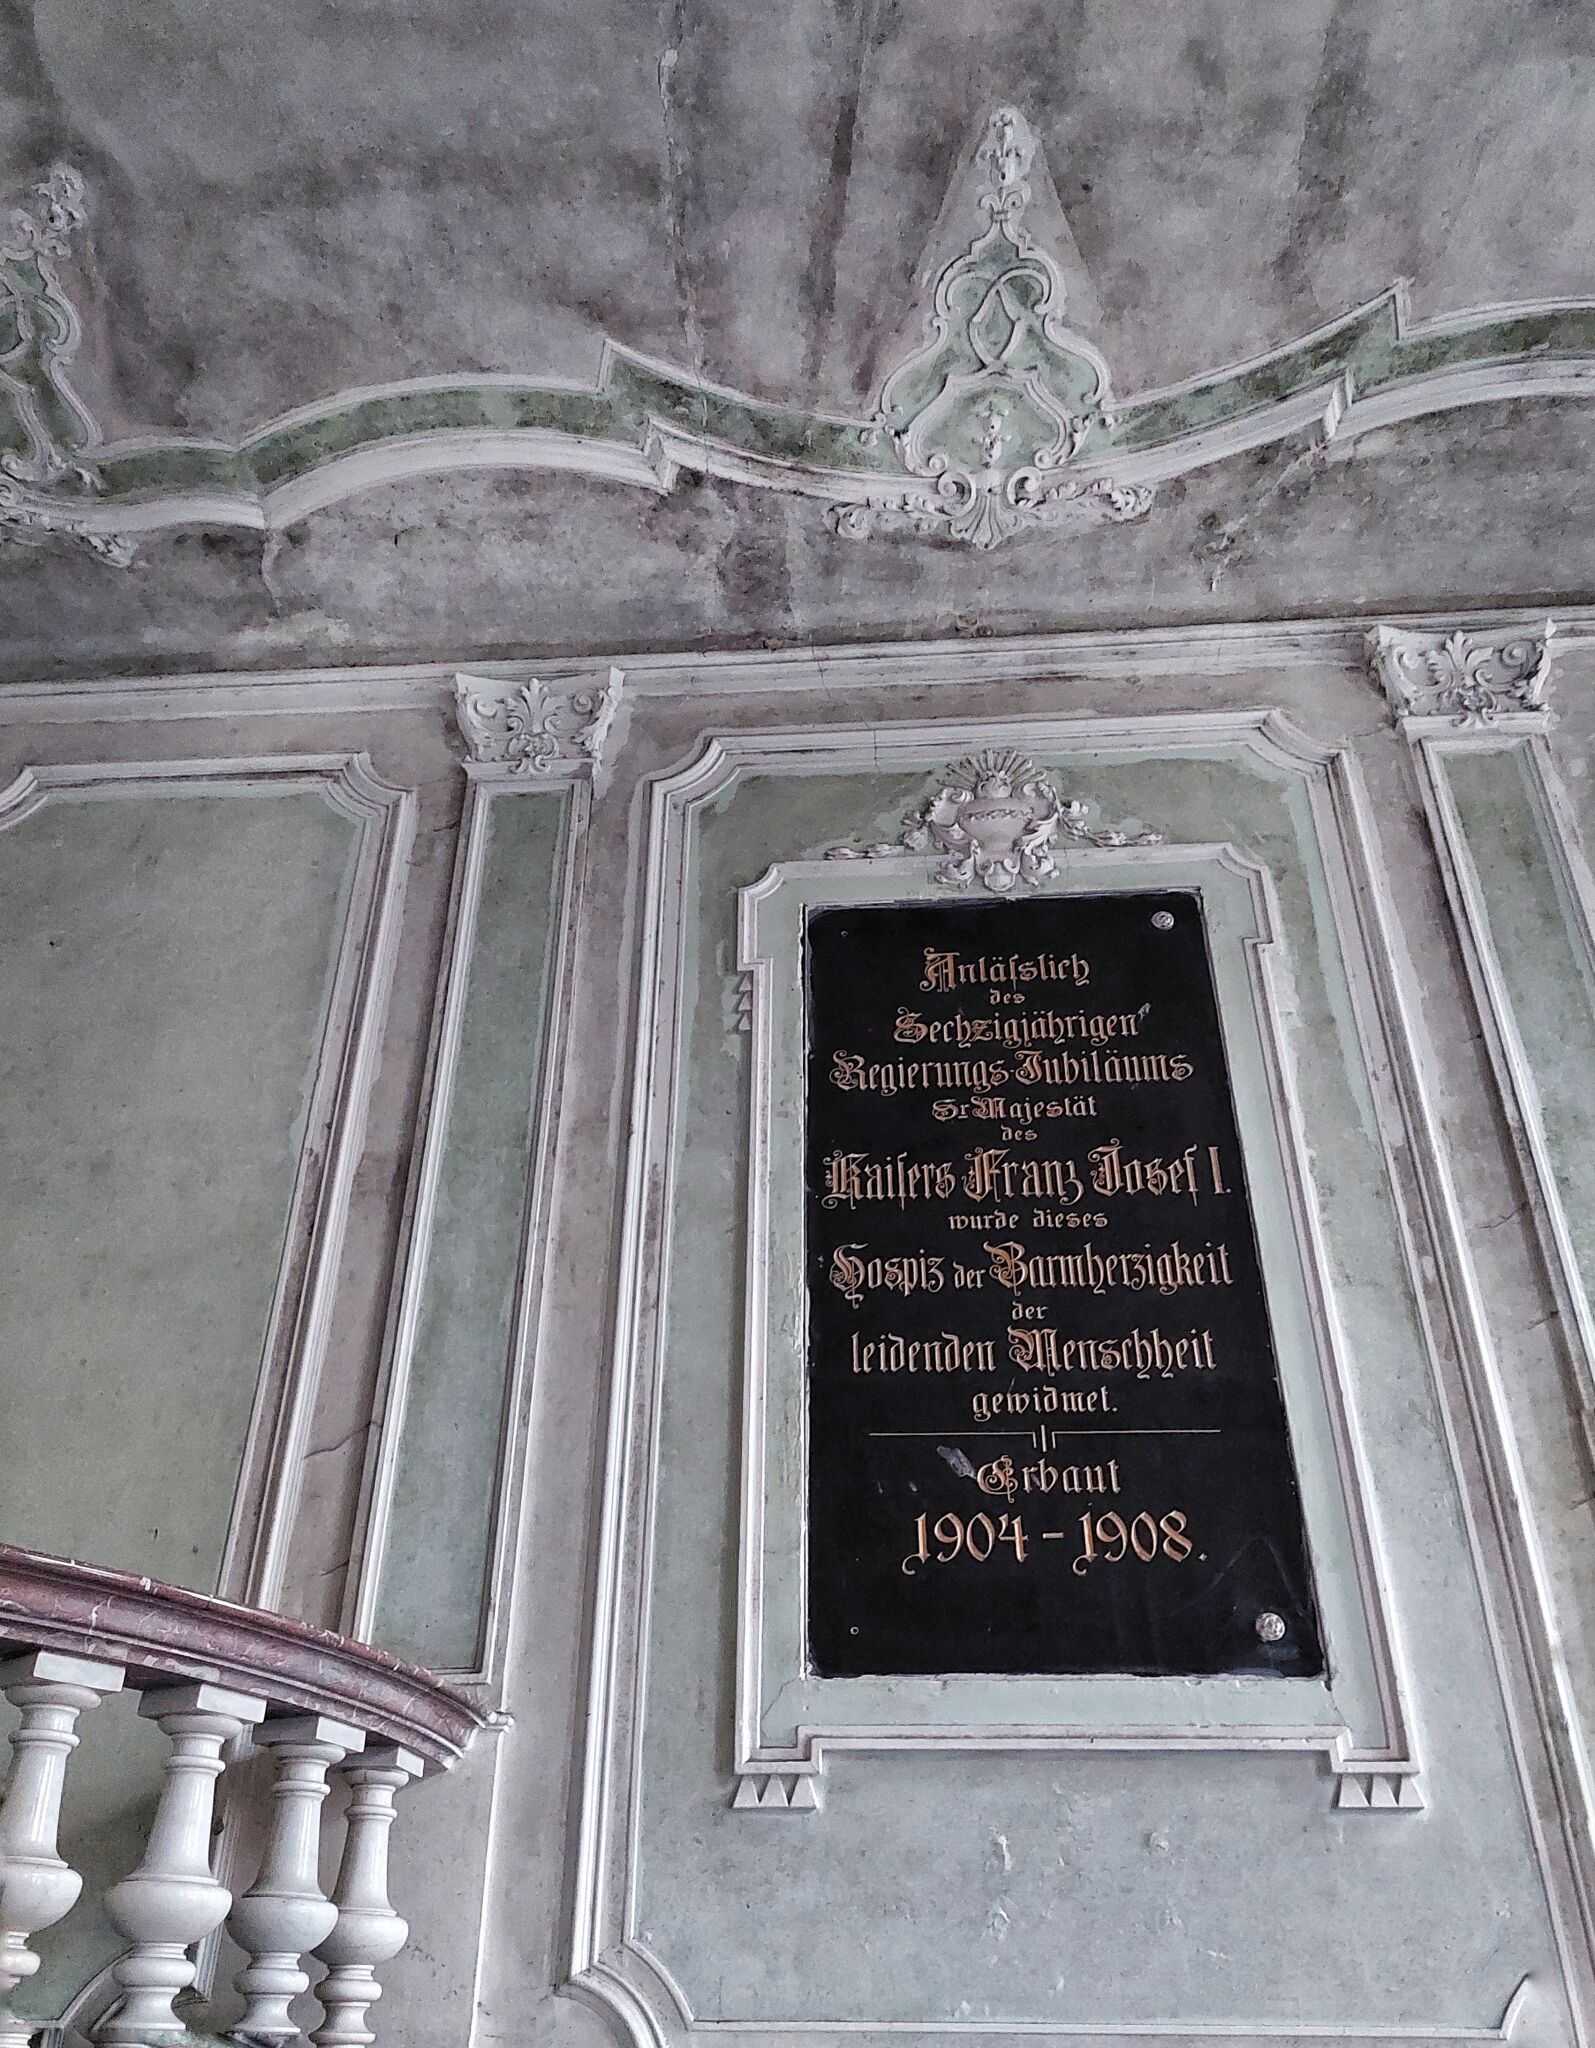 Anläſslich
des
Sechzigjährigen
Regierungs-Jubiläums
Sr Majestät
des
Kaiſers Franz Josef I.
wurde dieses
Hospiz der Barmherzigkeit
der
leidenden Menschheit
gewidmet.
Erbaut
1904-1908.